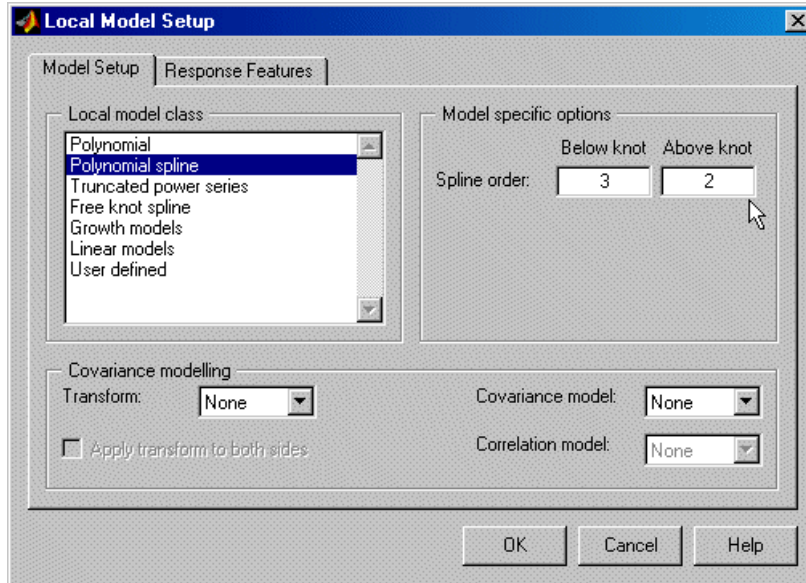 Local Model Setup
Model Setup
Response Features
Local model class
Polynomial
Polynomial spline
Truncated power series
Free knot spline
Growth models
Linear models
User defined
Model specific options
Below knot Above knot
Spline order: 3 2
Covariance modelling
Transform: None
Apply transform to both sides
Covariance model: None
Correlation model: None
OK Cancel Help